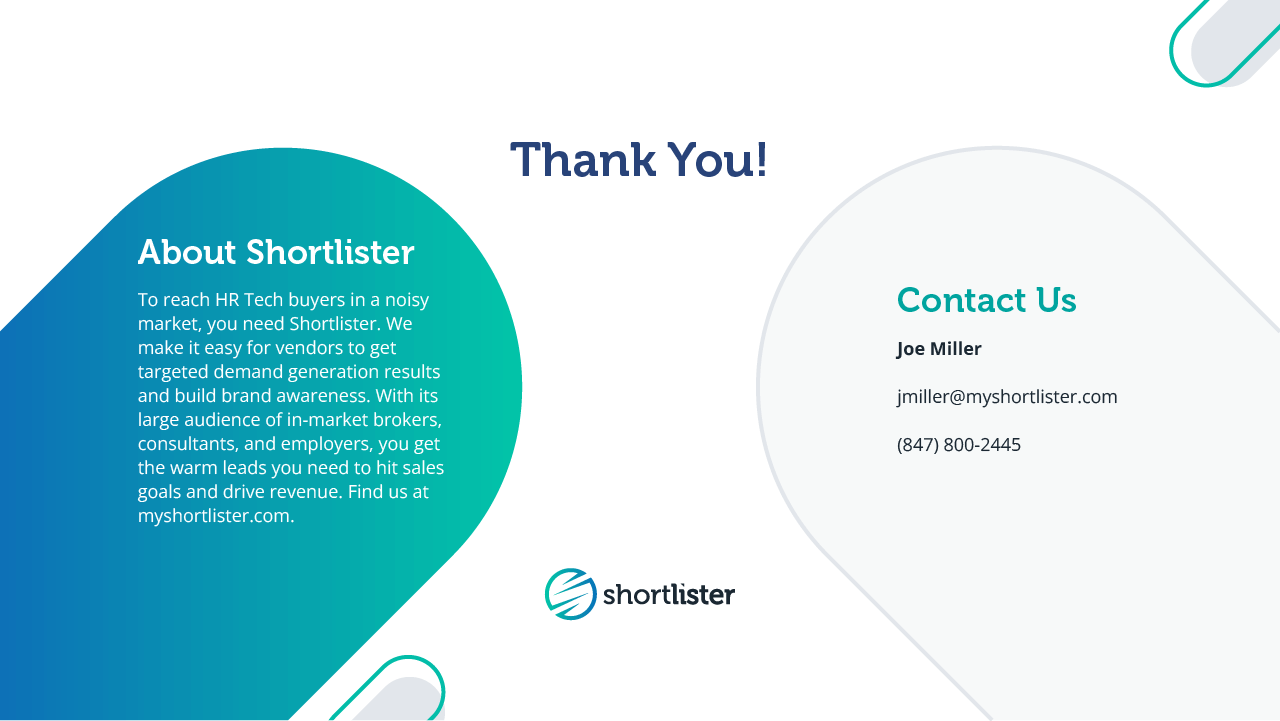 Thank You!
About Shortlister
To reach HR Tech buyers in a noisy
market, you need Shortlister. We
make it easy for vendors to get
targeted demand generation results
and build brand awareness. With its
large audience of in-market brokers,
consultants, and employers, you get
the warm leads you need to hit sales
goals and drive revenue. Find us at
myshortlister.com.
Contact Us
Joe Miller
jmiller@myshortlister.com
(847) 800-2445
shortlister